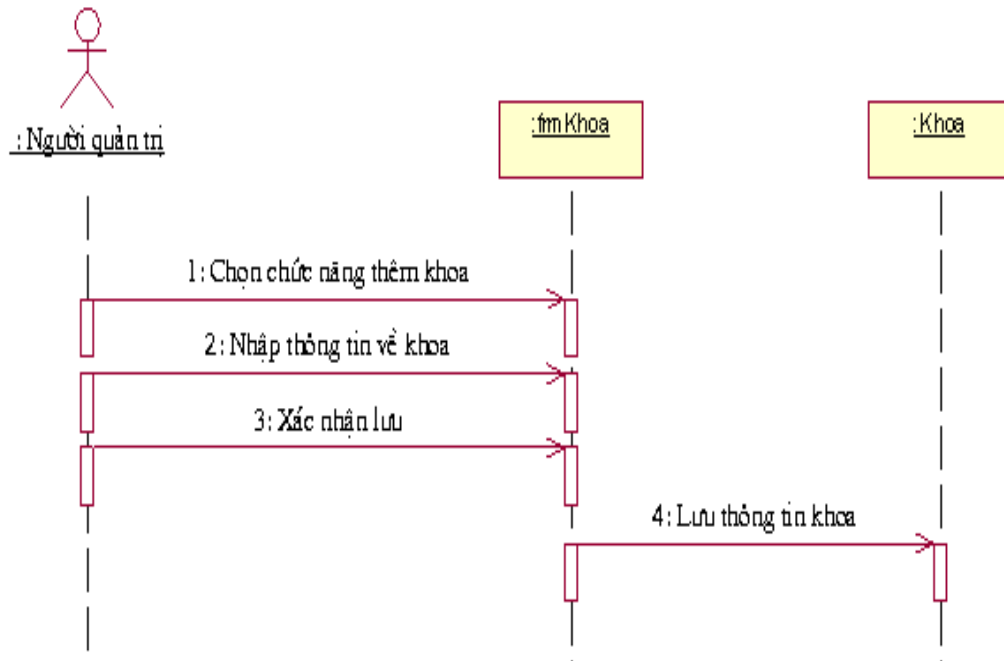 : Người quản trị
:frmKhoa
:Khoa
1: Chọn chức năng thêm khoa
2: Nhập thông tin về khoa
3: Xác nhận lưu
4: Lưu thông tin khoa